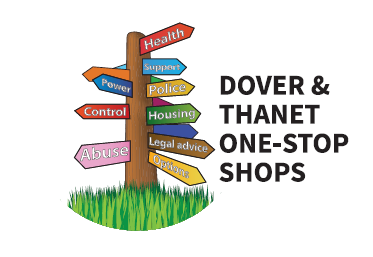 Health
Support
Power
Police
Control
Housing
Abuse
Legal advice
Options
DOVER &
THANET
ONE-STOP
SHOPS